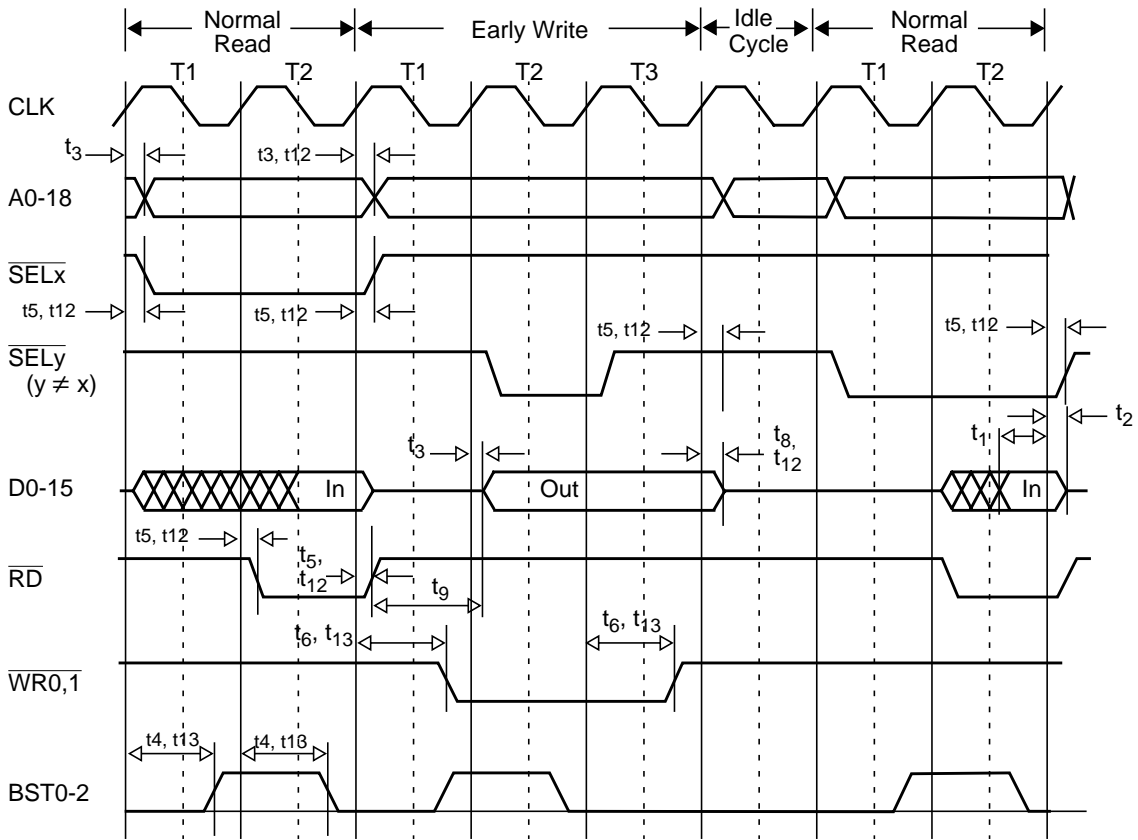 Normal
Read
Early Write
Idle
Cycle
Normal
Read
T1
T2
T1
T2
T3
T1
T2
CLK
t3
t3, t12
A0-18
SELx
t5, t12
t5, t12
t5, t12
t5, t12
SELy
(y ≠ x)
t3
t8,
t12
t1
t2
D0-15
In
Out
In
t5, t12
t5,
t12
RD
t9
t6, t13
t6, t13
WR0,1
t4, t13
t4, t13
BST0-2